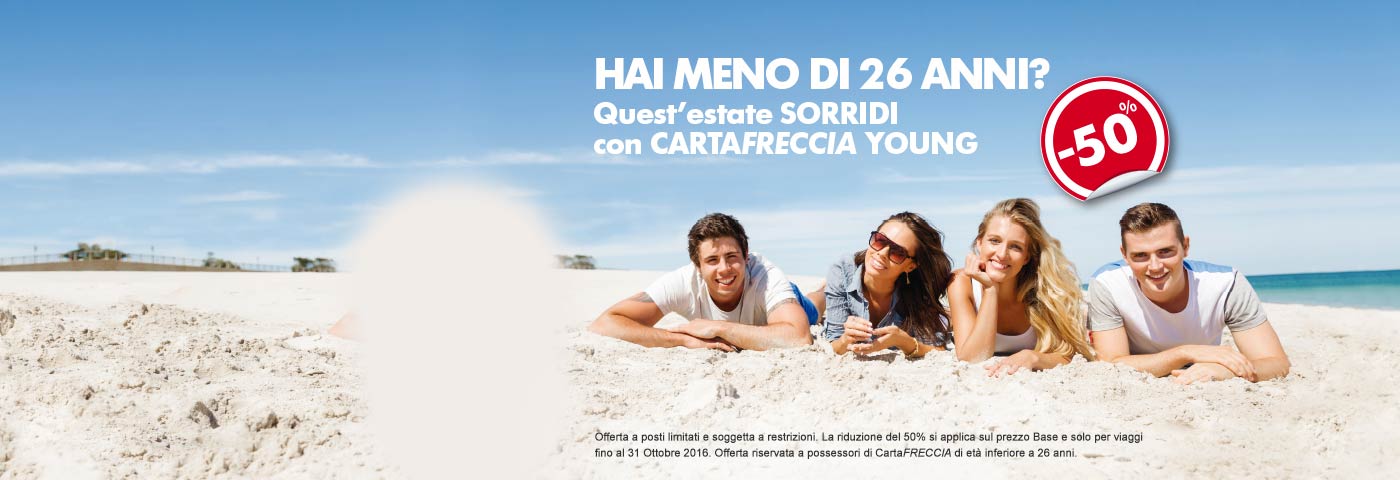 HAI MENO DI 26 ANNI?
Quest'estate SORRIDI
con CARTAFRECCIA YOUNG
-50%
Offerta a posti limitati e soggetta a restrizioni. La riduzione del 50% si applica sul prezzo Base e solo per viaggi
fino al 31 Ottobre 2016. Offerta riservata a possessori di CartaFRECCIA di età inferiore a 26 anni.